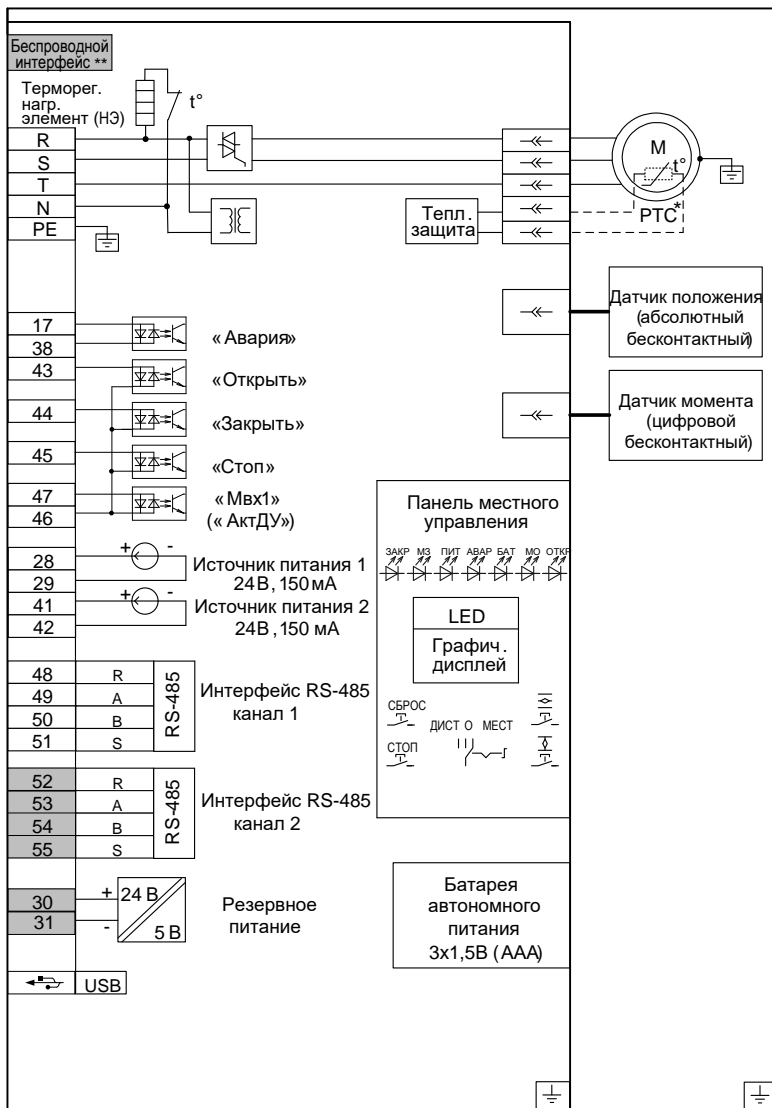 Беспроводной
интерфейс **
Терморег.
нагр.
элемент (НЭ)
t°
R
S
T
N
PE
Тепл.
защита
M
t°
PTC*
17
38
43
44
45
47
46
«Авария»
«Открыть»
«Закрыть»
«Стоп»
«Мвх1»
(«АктДУ»)
Датчик положения
(абсолютный
бесконтактный)
Датчик момента
(цифровой
бесконтактный)
28
29
41
42
+ -
Источник питания 1
24В, 150мА
+ -
Источник питания 2
24В, 150 мА
Панель местного
управления
ЗАКР МЗ ПИТ АВАР БАТ МО ОТКР
LED
Графич.
дисплей
СБРОС
ДИСТ О МЕСТ
СТОП
48 R
49 A
50 B
51 S
RS-485
Интерфейс RS-485
канал 1
52 R
53 A
54 B
55 S
RS-485
Интерфейс RS-485
канал 2
30 +
31 -
24 В
5 В
Резервное
питание
Батарея
автономного
питания
3х1,5В (ААА)
USB